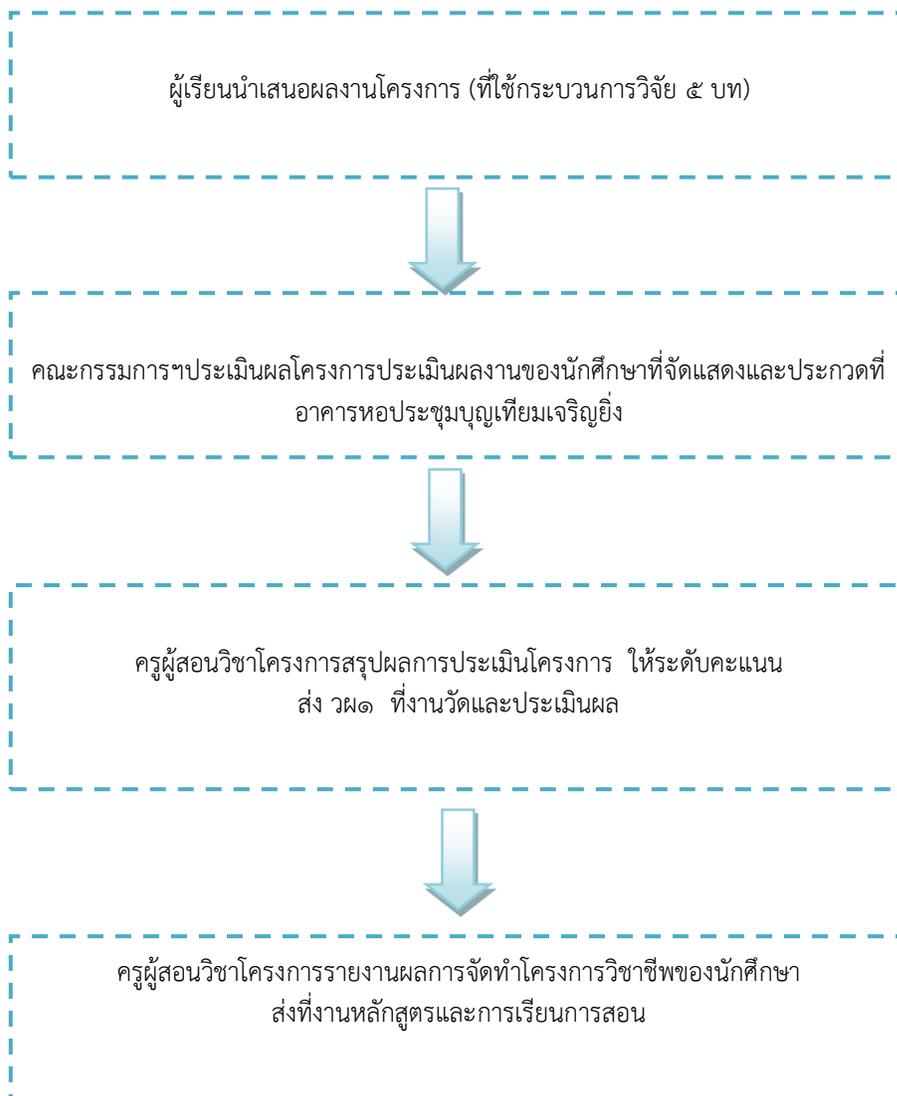 ผู้เรียนนำเสนอผลงานโครงการ (ที่ใช้กระบวนการวิจัย ๕ บท)
คณะกรรมการฯประเมินผลโครงการประเมินผลงานของนักศึกษาที่จัดแสดงและประกวดที่
อาคารหอประชุมบุญเทียมเจริญยิ่ง
ครูผู้สอนวิชาโครงการสรุปผลการประเมินโครงการ  ให้ระดับคะแนน
ส่ง วผ๑  ที่งานวัดและประเมินผล
ครูผู้สอนวิชาโครงการรายงานผลการจัดทำโครงการวิชาชีพของนักศึกษา
ส่งที่งานหลักสูตรและการเรียนการสอน